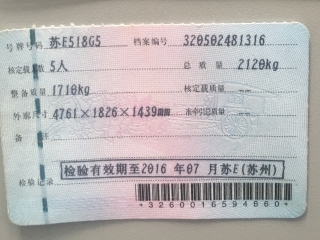 号牌号码 苏E518G5 档案编号 320502481316
核定载人数 5人 总质量 2120kg
整备质量 1710kg 核定载质量 --
外廓尺寸 4761×1826×1439mm 准牵引总质量 --
备注
检验有效期至2016年07月苏E(苏州)
检验记录
*3260016594860*